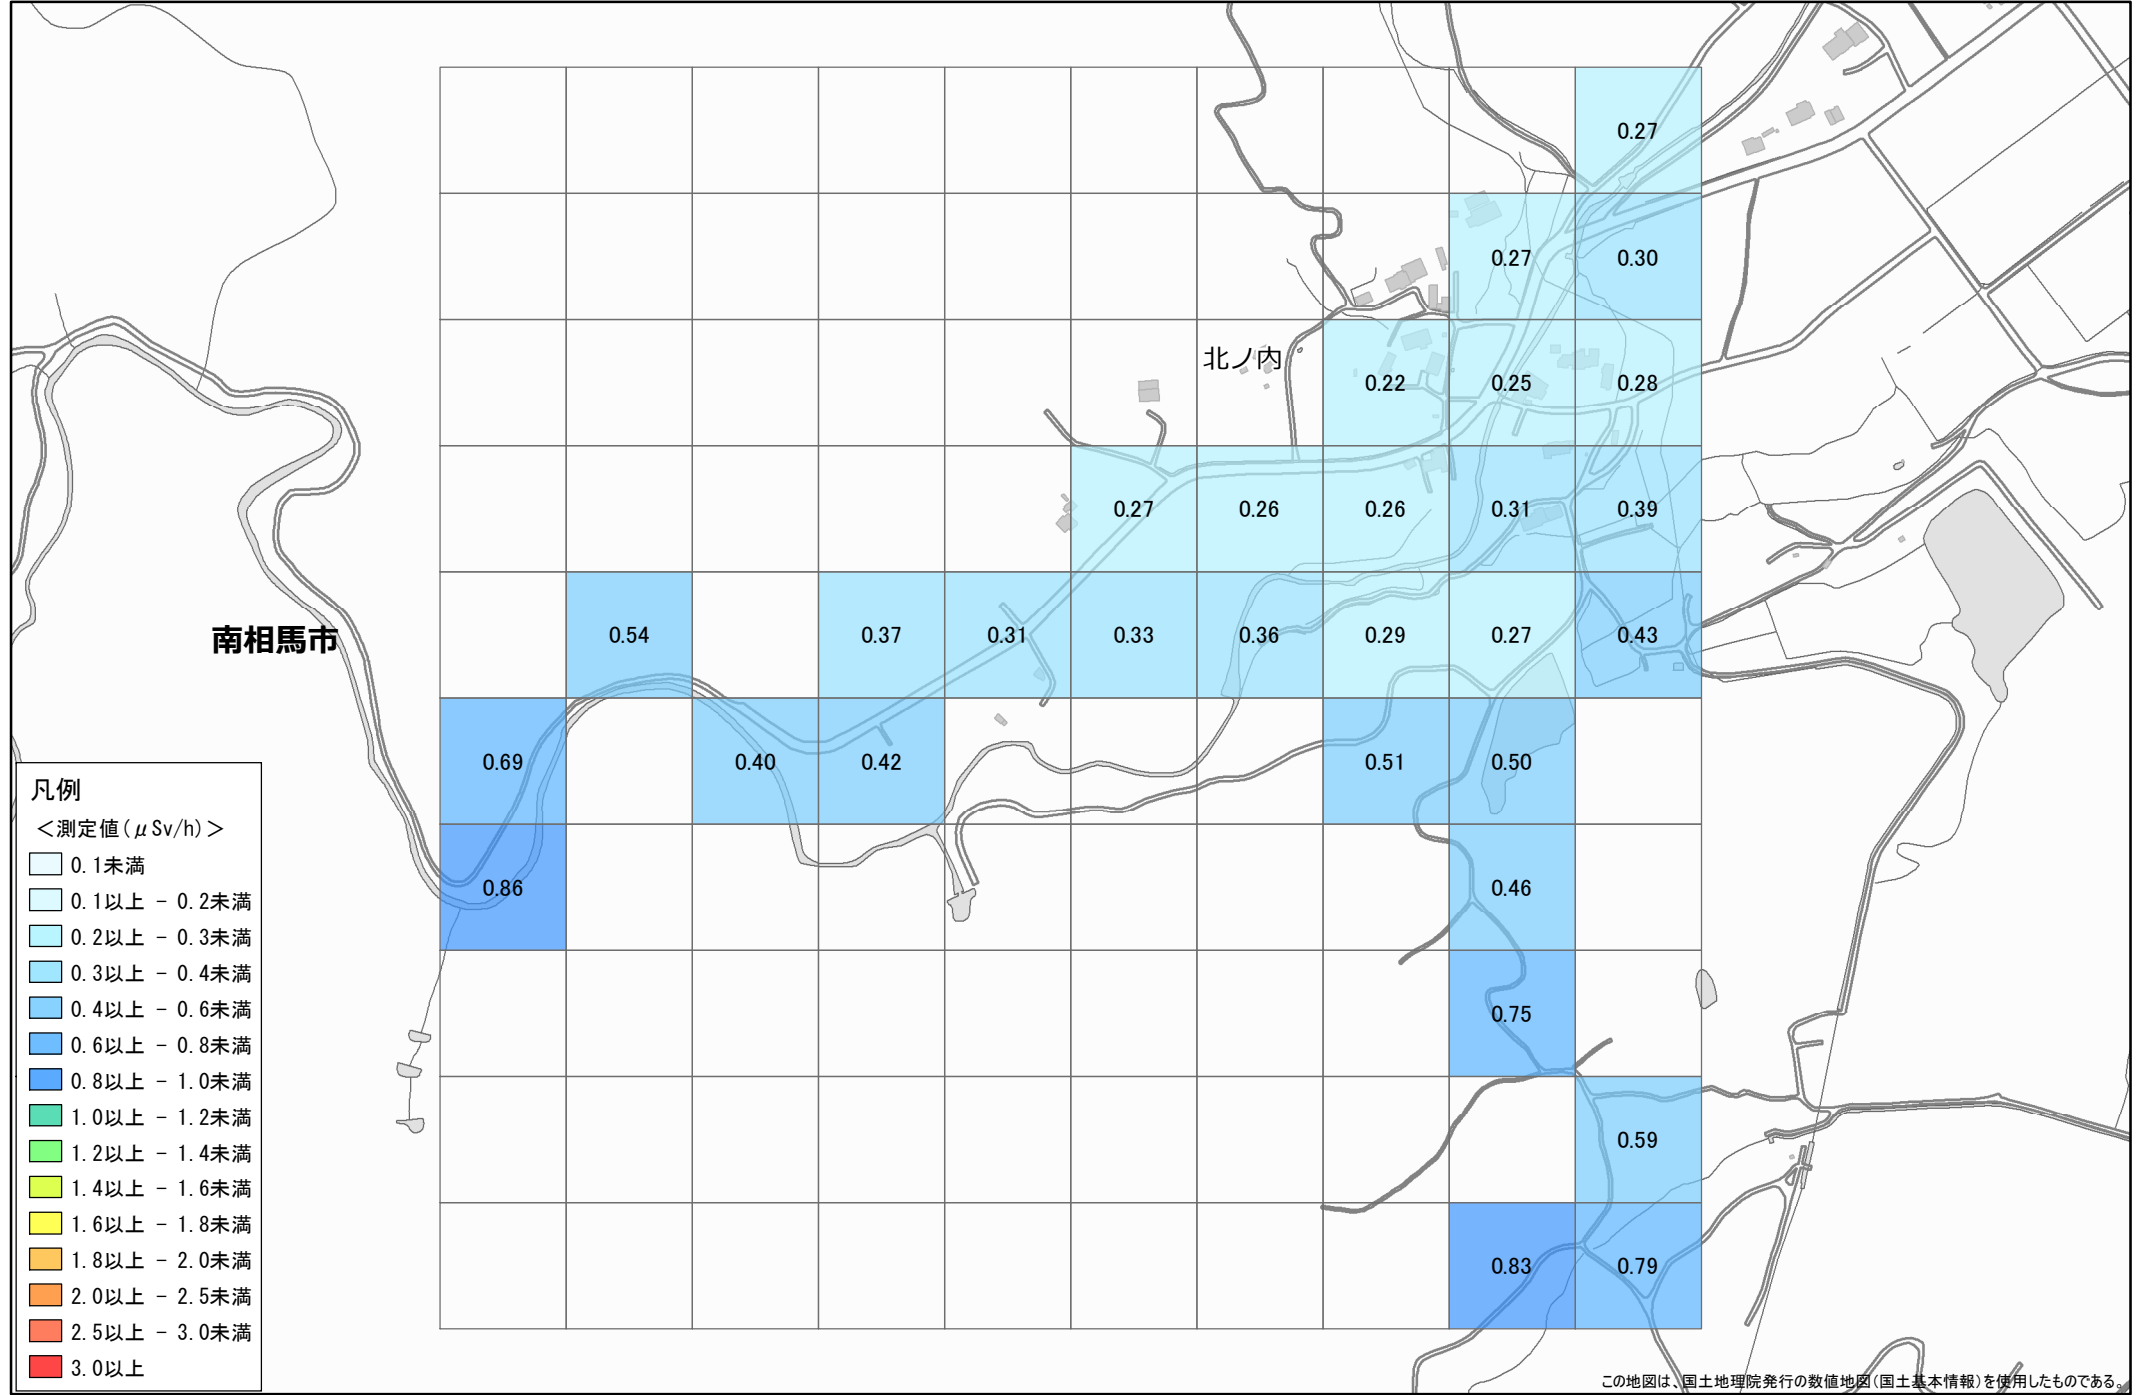 0.27
0.27
0.30
北ノ内
0.22
0.25
0.28
0.27
0.26
0.26
0.31
0.39
南相馬市
0.54
0.37
0.31
0.33
0.36
0.29
0.27
0.43
0.69
0.40
0.42
0.51
0.50
0.86
0.46
0.75
0.59
0.83
0.79
凡例
＜測定値(μSv/h)＞
0.1未満
0.1以上 － 0.2未満
0.2以上 － 0.3未満
0.3以上 － 0.4未満
0.4以上 － 0.6未満
0.6以上 － 0.8未満
0.8以上 － 1.0未満
1.0以上 － 1.2未満
1.2以上 － 1.4未満
1.4以上 － 1.6未満
1.6以上 － 1.8未満
1.8以上 － 2.0未満
2.0以上 － 2.5未満
2.5以上 － 3.0未満
3.0以上
この地図は、国土地理院発行の数値地図(国土基本情報)を使用したものである。